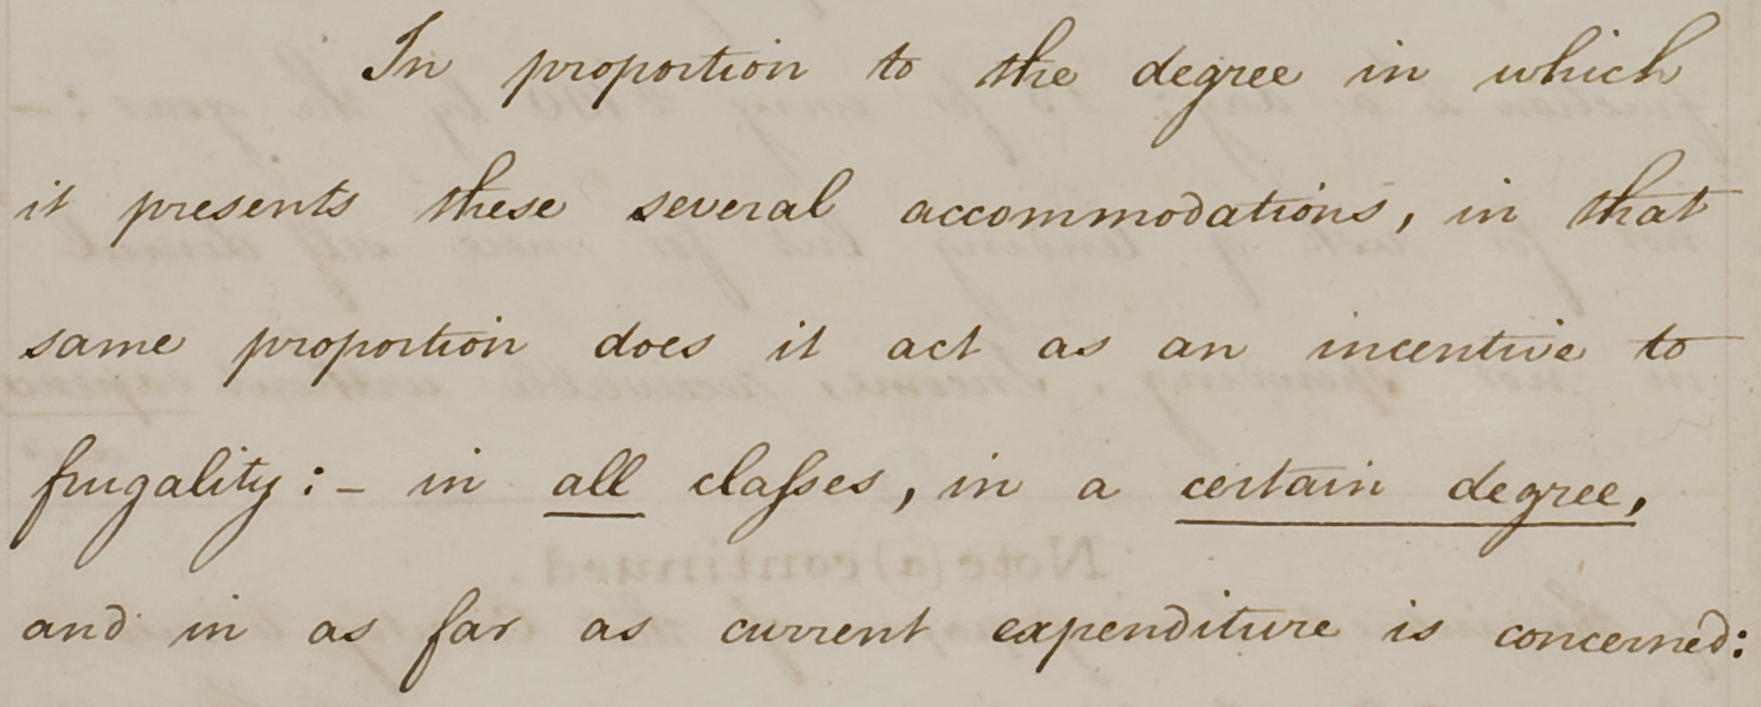 In proportion to the degree in which
it presents these several accommodations, in that
same proportion does it act as an incentive to
frugality:- in all claſses, in a certain degree,
and in as far as current expenditure is concerned: